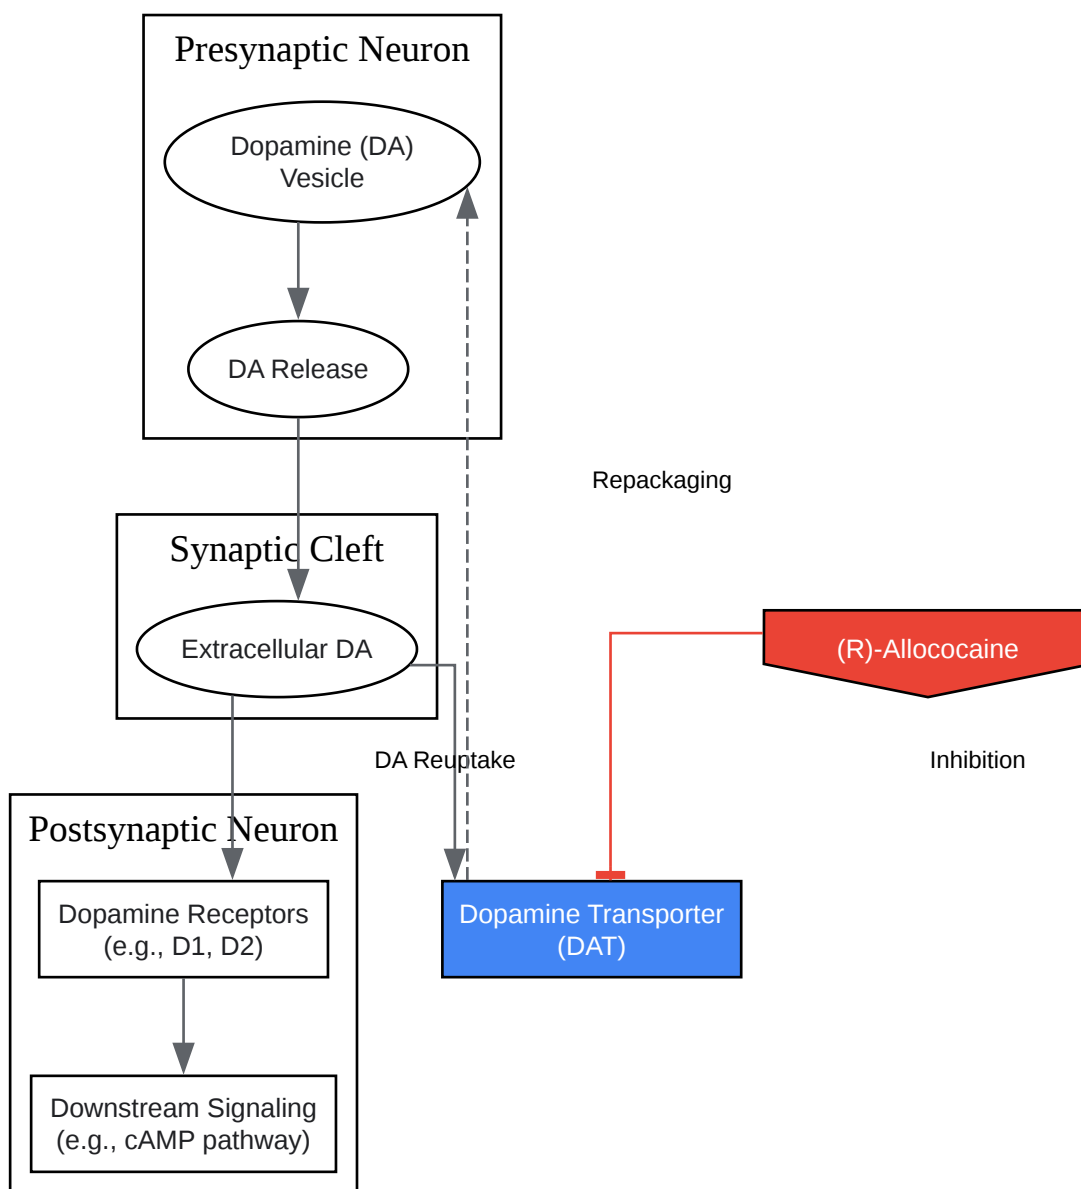 Presynaptic Neuron
Dopamine (DA)
Vesicle
DA Release
Repackaging
Synaptic Cleft
Extracellular DA
(R)-Allococaine
DA Reuptake
Inhibition
Postsynaptic Neuron
Dopamine Receptors
(e.g., D1, D2)
Dopamine Transporter
(DAT)
Downstream Signaling
(e.g., cAMP pathway)